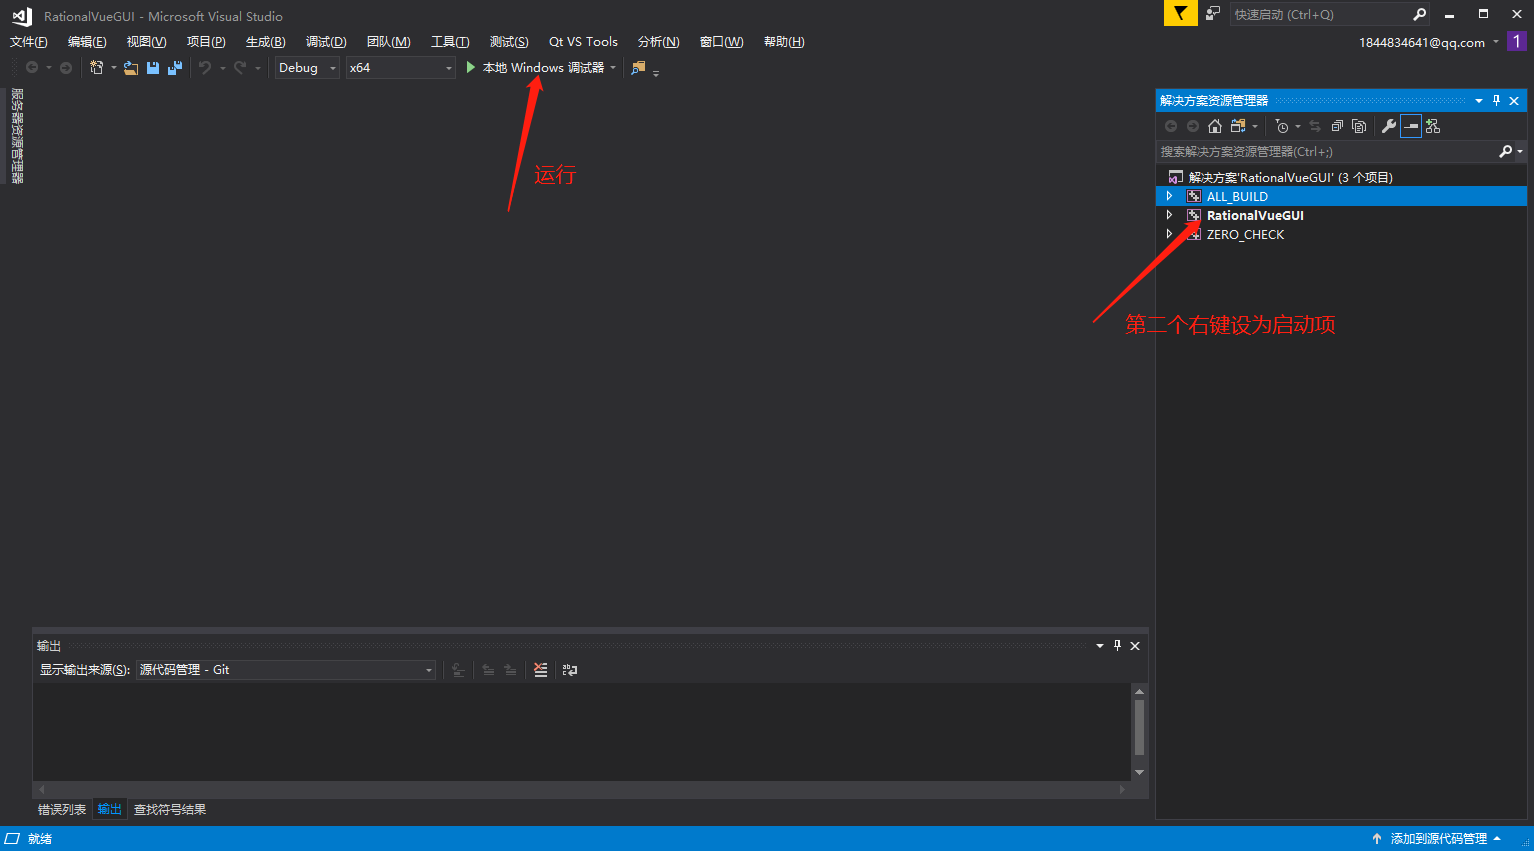 RationalVueGUI - Microsoft Visual Studio
快速启动 (Ctrl+Q)
文件(F) 编辑(E) 视图(V) 项目(P) 生成(B) 调试(D) 团队(M) 工具(T) 测试(S) Qt VS Tools 分析(N) 窗口(W) 帮助(H)
1844834641@qq.com 1
Debug x64 本地 Windows 调试器
服务器资源管理器
运行
解决方案资源管理器
搜索解决方案资源管理器(Ctrl+;)
解决方案'RationalVueGUI' (3 个项目)
ALL_BUILD
RationalVueGUI
ZERO_CHECK
第二个右键设为启动项
输出
显示输出来源(S): 源代码管理 - Git
错误列表 输出 查找符号结果
就绪 添加到源代码管理